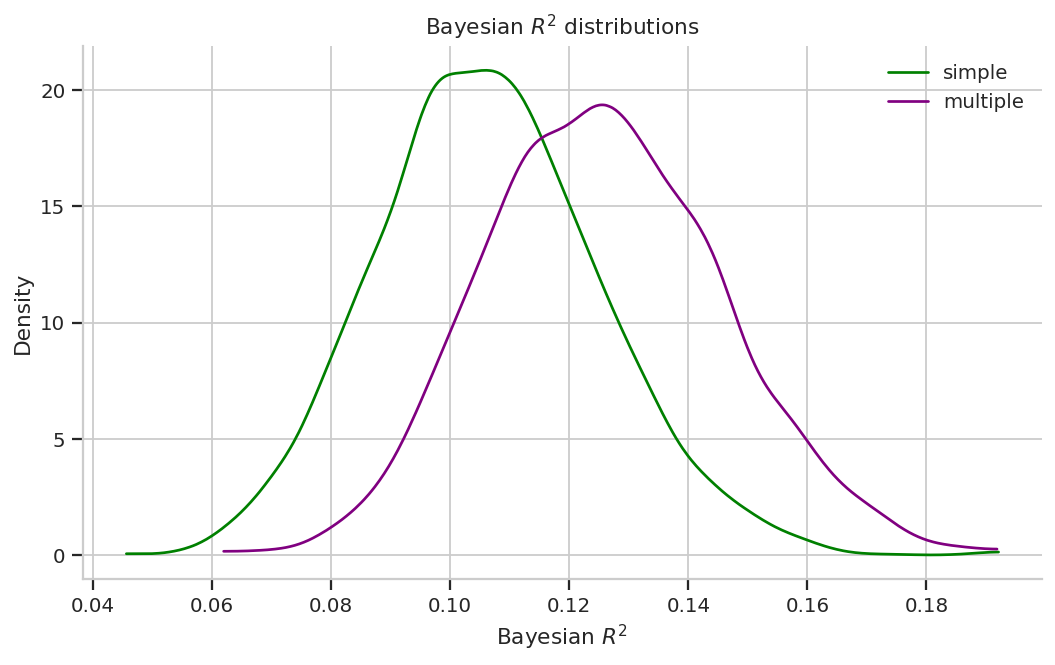 Bayesian $R^2$ distributions
simple
multiple
Density
20
15
10
5
0
0.04 0.06 0.08 0.10 0.12 0.14 0.16 0.18
Bayesian $R^2$